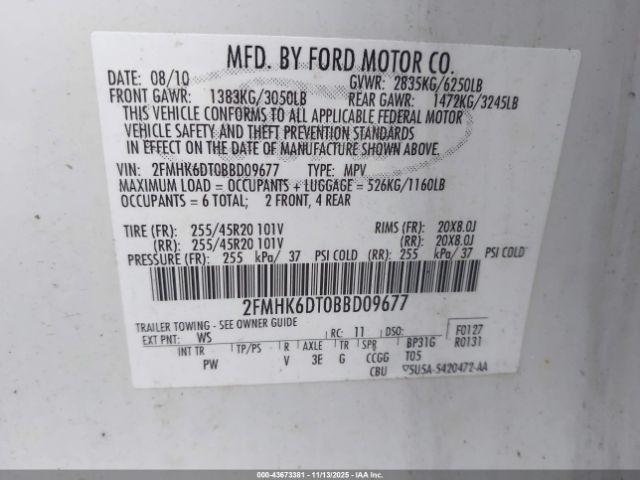 MFD. BY FORD MOTOR CO.
DATE: 08/10 GVWR: 2835KG/6250LB
FRONT GAWR: 1383KG/3050LB REAR GAWR: 1472KG/3245LB
THIS VEHICLE CONFORMS TO ALL APPLICABLE FEDERAL MOTOR
VEHICLE SAFETY AND THEFT PREVENTION STANDARDS
IN EFFECT ON THE DATE OF MANUFACTURE SHOWN ABOVE.
VIN: 2FMHK6DT0BBD09677 TYPE: MPV
MAXIMUM LOAD = OCCUPANTS + LUGGAGE = 526KG/1160LB
OCCUPANTS = 6 TOTAL; 2 FRONT, 4 REAR
TIRE (FR): 255/45R20 101V RIMS (FR): 20X8.0J
(RR): 255/45R20 101V (RR): 20X8.0J
PRESSURE (FR): 255 kPa/ 37 PSI COLD (RR): 255 kPa/ 37 PSI COLD
2FMHK6DT0BBD09677
TRAILER TOWING - SEE OWNER GUIDE
EXT PNT: WS RC: 11 DSO: F0127
INT TR TP/PS R AXLE TR SPR BP31G R0131
PW V 3E G CCGG T05
CBU 5U5A-5420472-AA
000-43673381 - 11/13/2025 - IAAI.COM